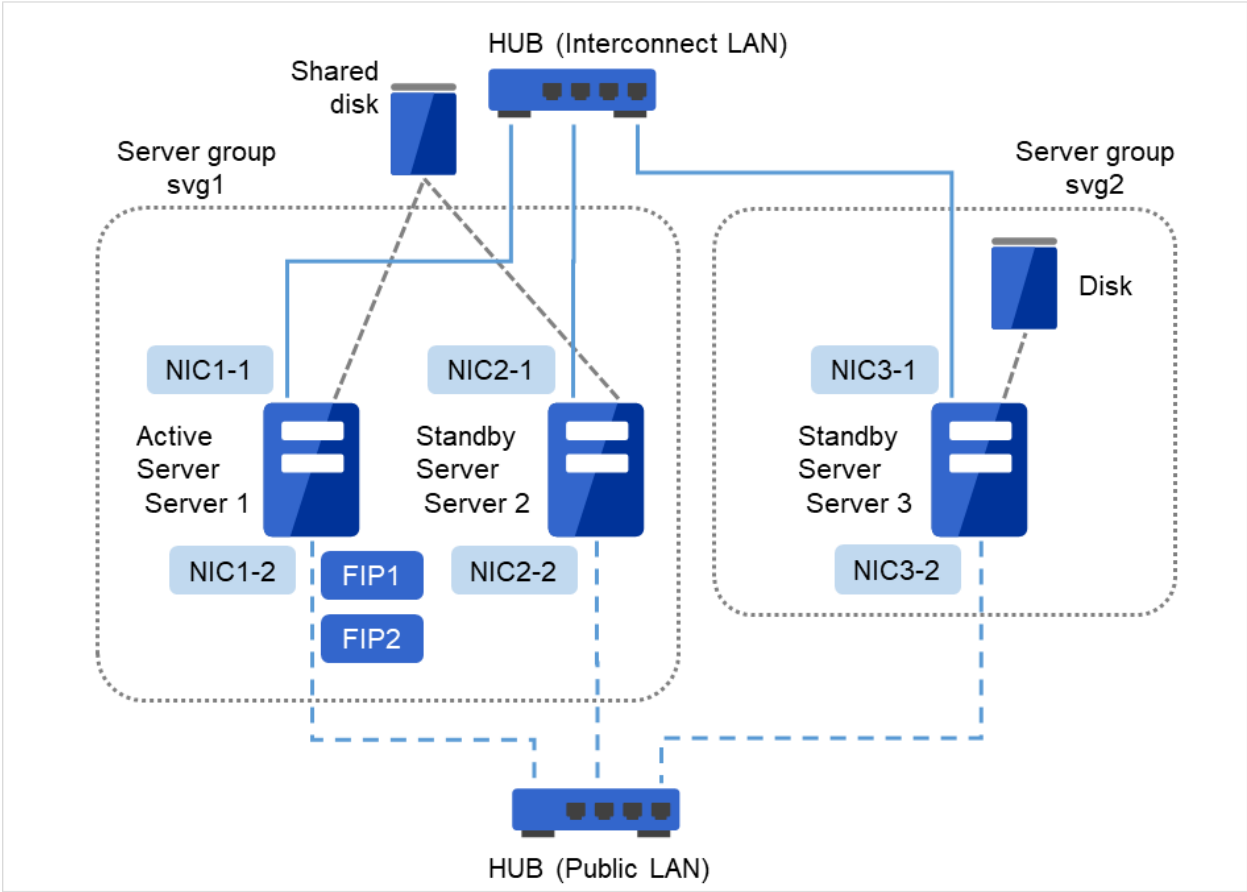 HUB (Interconnect LAN)
Shared
disk
Server group
svg1
Server group
svg2
Disk
NIC1-1
NIC2-1
NIC3-1
Active
Server
Server 1
Standby
Server
Server 2
Standby
Server
Server 3
NIC1-2
FIP1
NIC2-2
NIC3-2
FIP2
HUB (Public LAN)